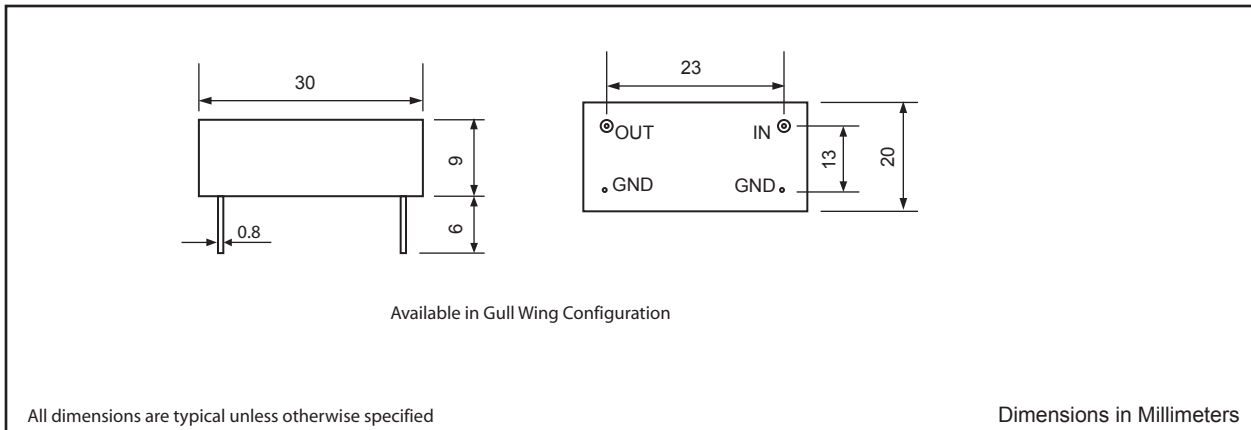 30
9
6
0.8
23
OUT
IN
GND
GND
13
20
Available in Gull Wing Configuration
All dimensions are typical unless otherwise specified
Dimensions in Millimeters